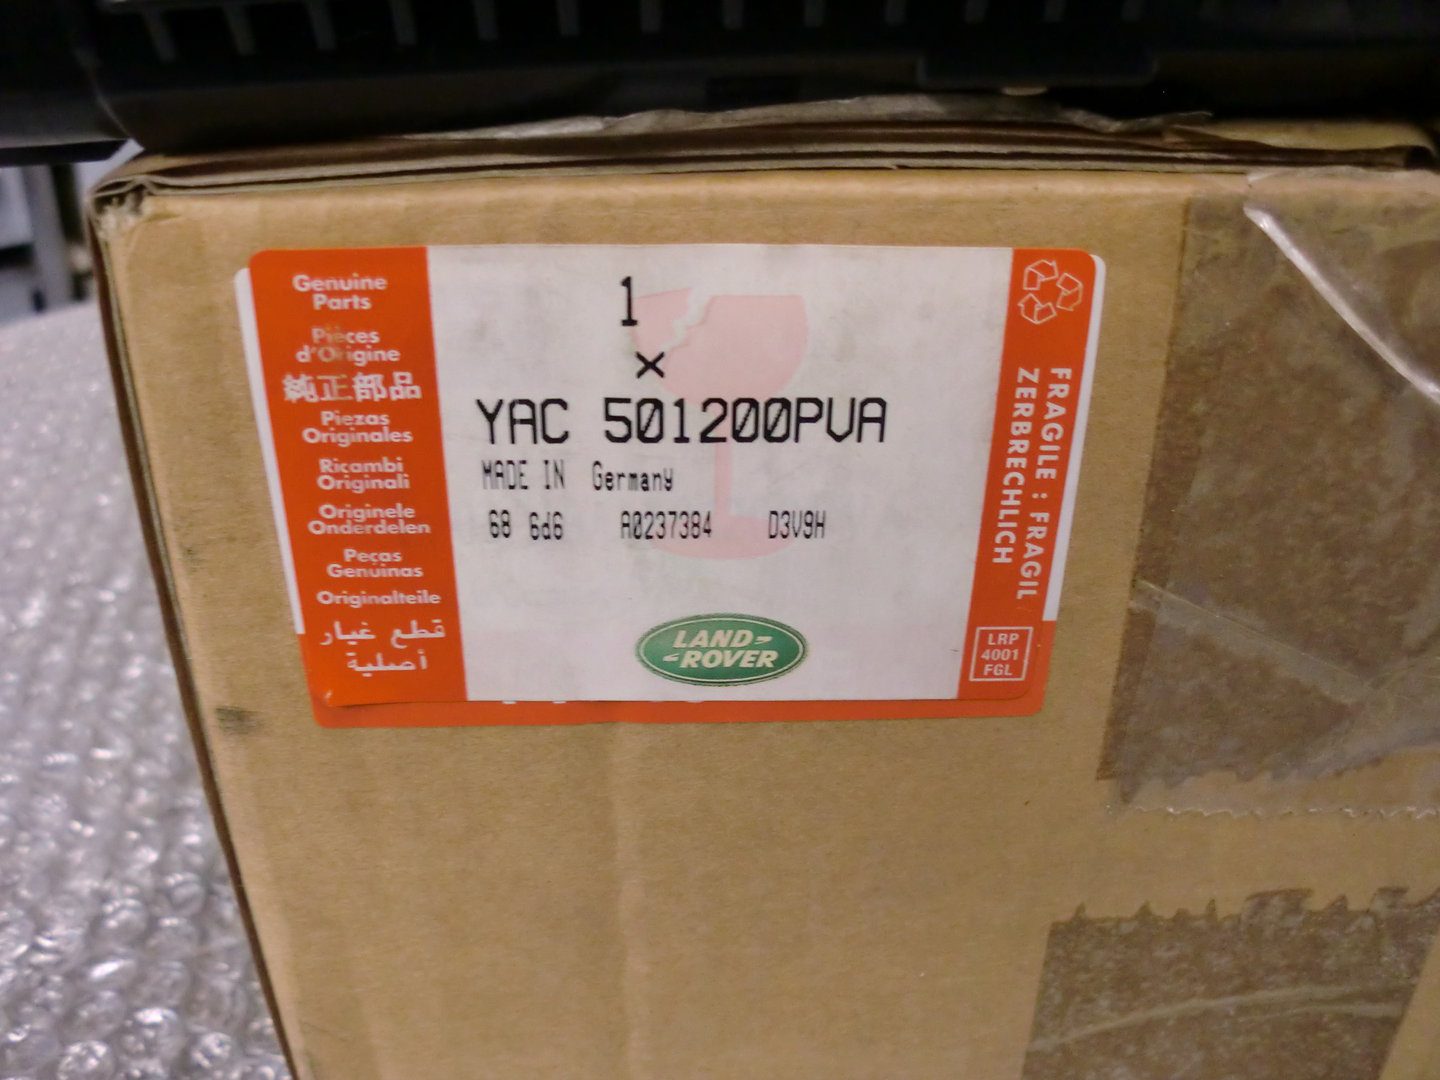 Genuine
Parts
Pièces
d'Origine
純正部品
Piezas
Originales
Ricambi
Originali
Originele
Onderdelen
Peças
Genuinas
Originalteile
قطع غيار
أصلية
1
x
YAC 501200PVA
MADE IN Germany
68 6d6 A0237384 D3V9H
LAND-
-ROVER
FRAGILE : FRAGIL
ZERBRECHLICH
LRP
4001
FGL